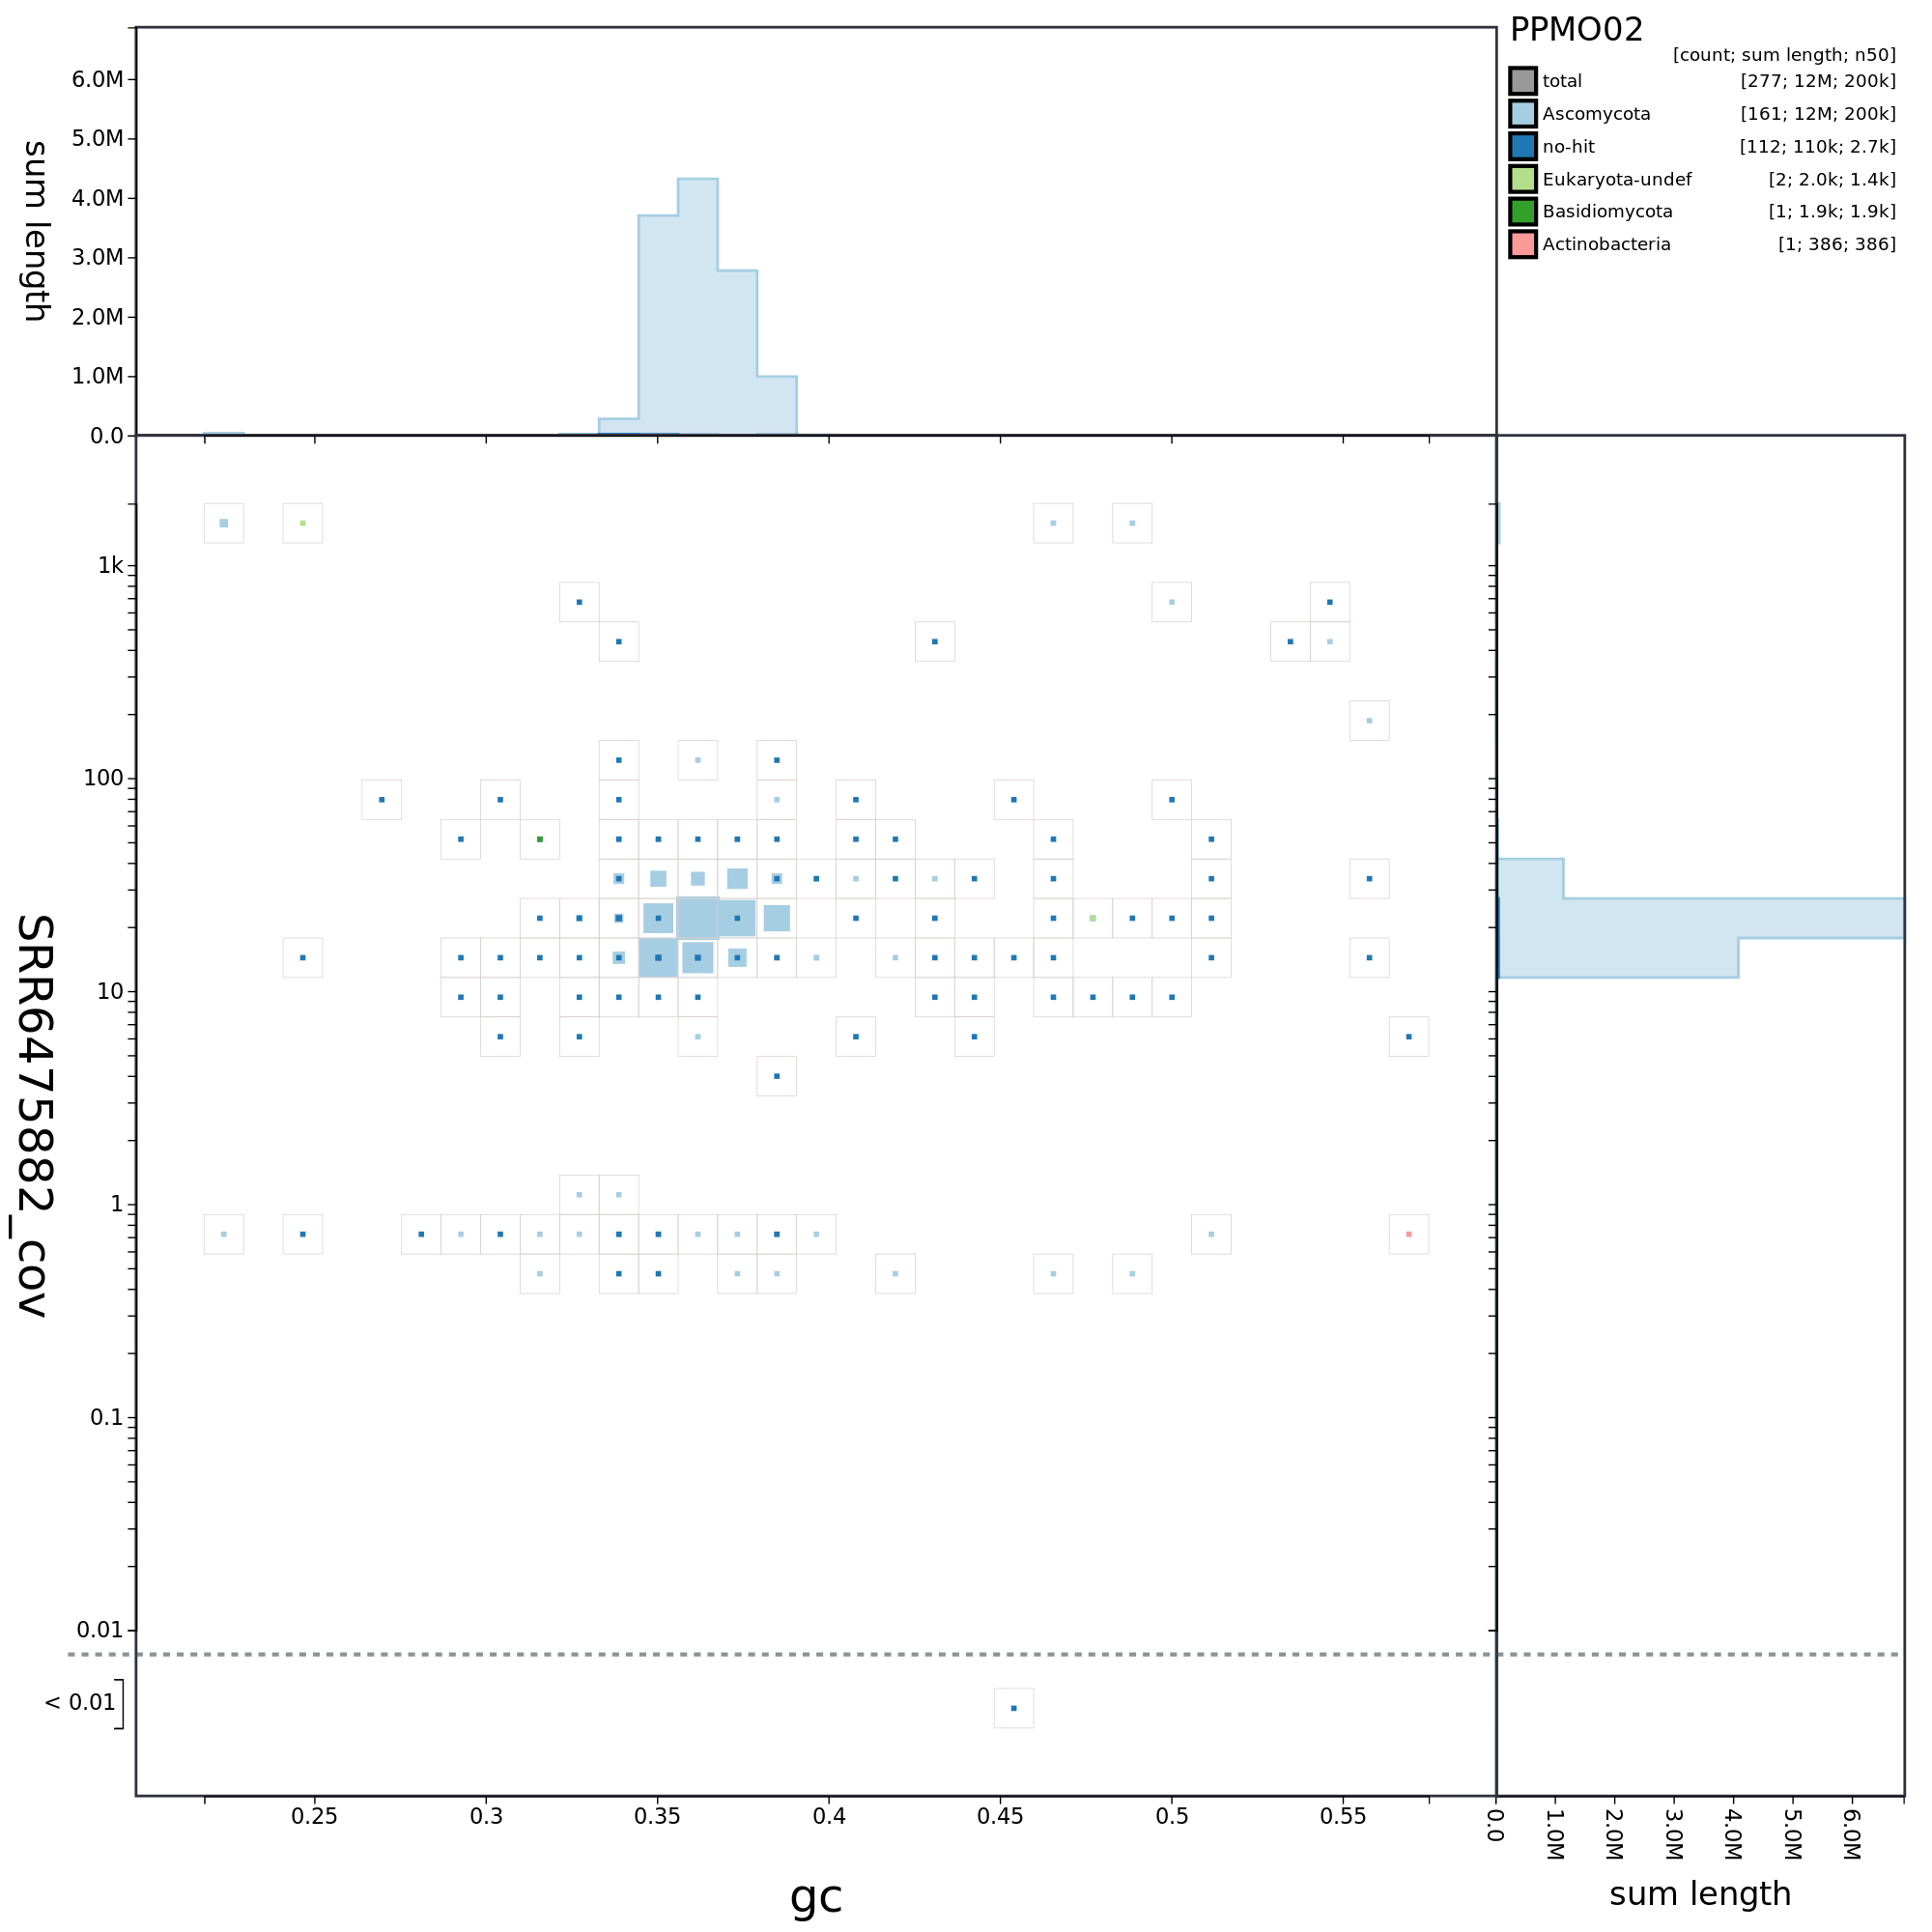 PPMO02
[count; sum length; n50]
total [277; 12M; 200k]
Ascomycota [161; 12M; 200k]
no-hit [112; 110k; 2.7k]
Eukaryota-undef [2; 2.0k; 1.4k]
Basidiomycota [1; 1.9k; 1.9k]
Actinobacteria [1; 386; 386]
sum length
6.0M
5.0M
4.0M
3.0M
2.0M
1.0M
0.0
SRR6475882_cov
1k
100
10
1
0.1
0.01
< 0.01
0.25 0.3 0.35 0.4 0.45 0.5 0.55
gc
0.0 1.0M 2.0M 3.0M 4.0M 5.0M 6.0M
sum length